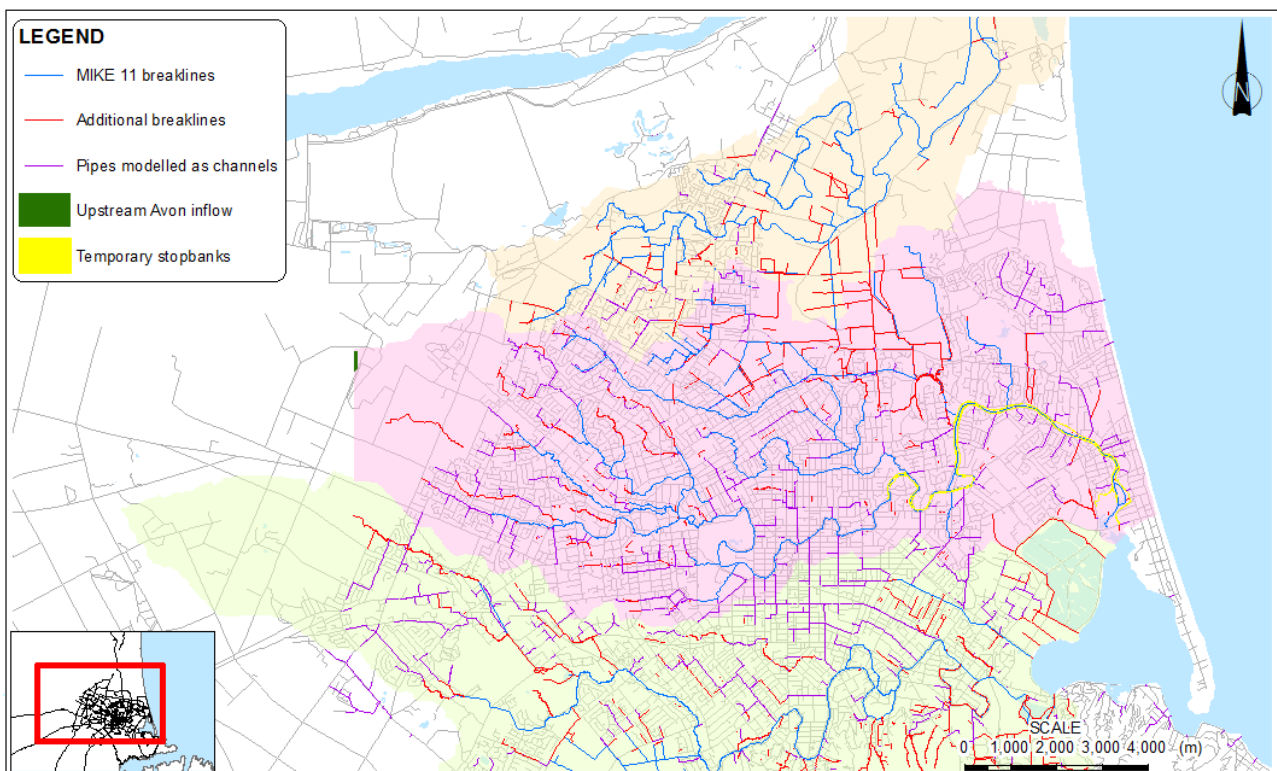 LEGEND
MIKE 11 breaklines
Additional breaklines
Pipes modelled as channels
Upstream Avon inflow
Temporary stopbanks
N
SCALE
0 1,000 2,000 3,000 4,000 (m)